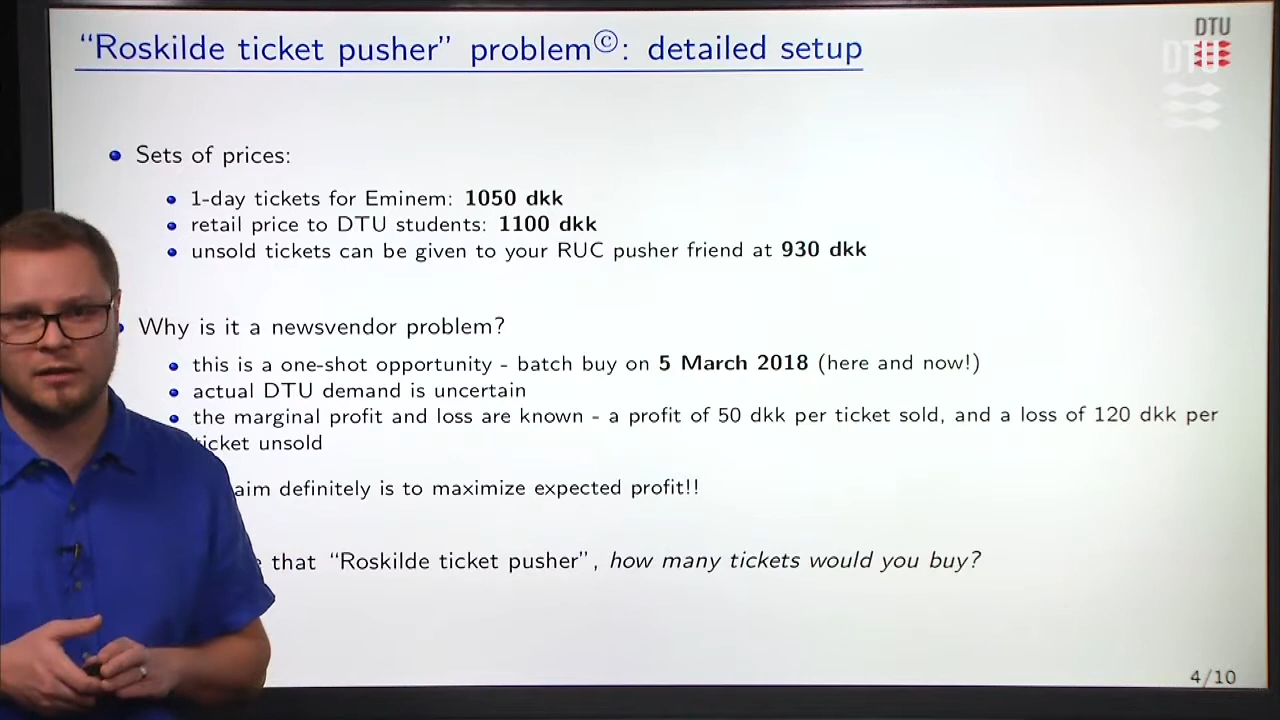 "Roskilde ticket pusher" problem©: detailed setup
DTU
DTU
Sets of prices:
1-day tickets for Eminem: 1050 dkk
retail price to DTU students: 1100 dkk
unsold tickets can be given to your RUC pusher friend at 930 dkk
Why is it a newsvendor problem?
this is a one-shot opportunity - batch buy on 5 March 2018 (here and now!)
actual DTU demand is uncertain
the marginal profit and loss are known - a profit of 50 dkk per ticket sold, and a loss of 120 dkk per
ticket unsold
aim definitely is to maximize expected profit!!
that "Roskilde ticket pusher", how many tickets would you buy?
4/10